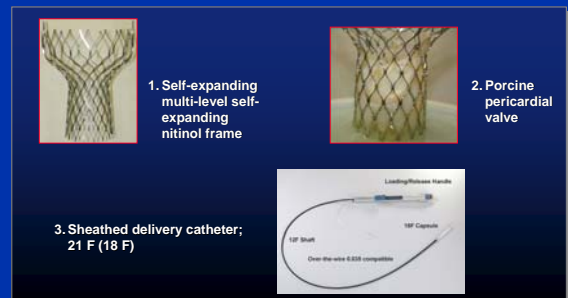 1. Self-expanding
multi-level self-
expanding
nitinol frame
2. Porcine
pericardial
valve
3. Sheathed delivery catheter;
21 F (18 F)
Loading/Release Handle
18F Capsule
12F Shaft
Over-the-wire 0.035 compatible